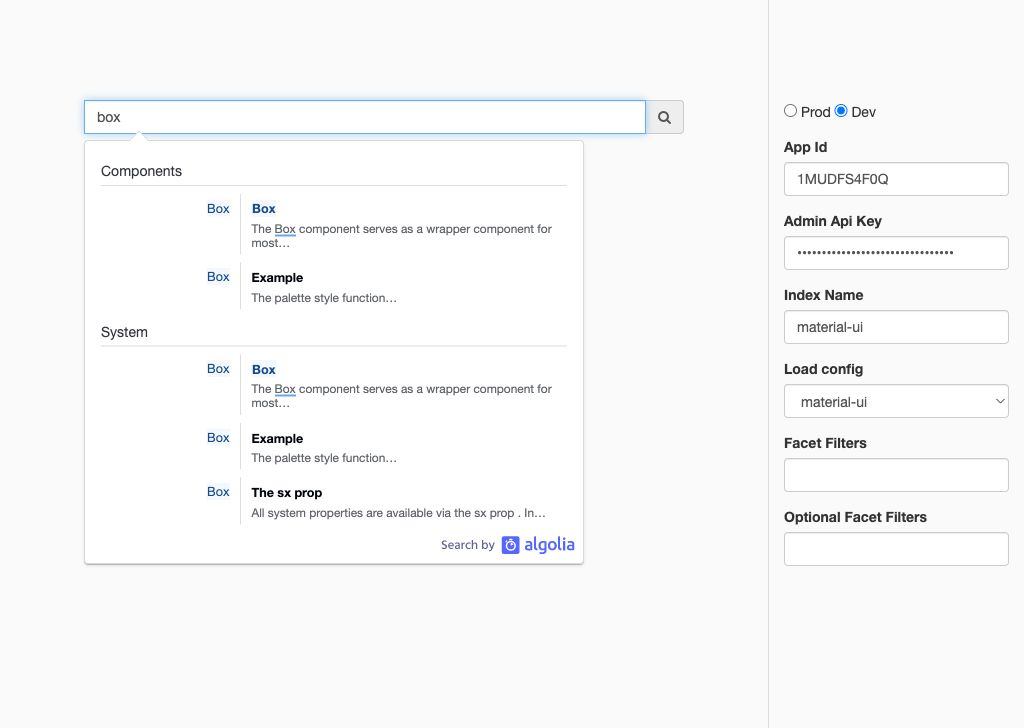 box
Components
Box
Box
The Box component serves as a wrapper component for
most…
Box
Example
The palette style function…
System
Box
Box
The Box component serves as a wrapper component for
most…
Box
Example
The palette style function…
Box
The sx prop
All system properties are available via the sx prop . In…
Search by algolia
Prod Dev
App Id
1MUDFS4F0Q
Admin Api Key
••••••••••••••••••••••••••••••••
Index Name
material-ui
Load config
material-ui
Facet Filters
Optional Facet Filters